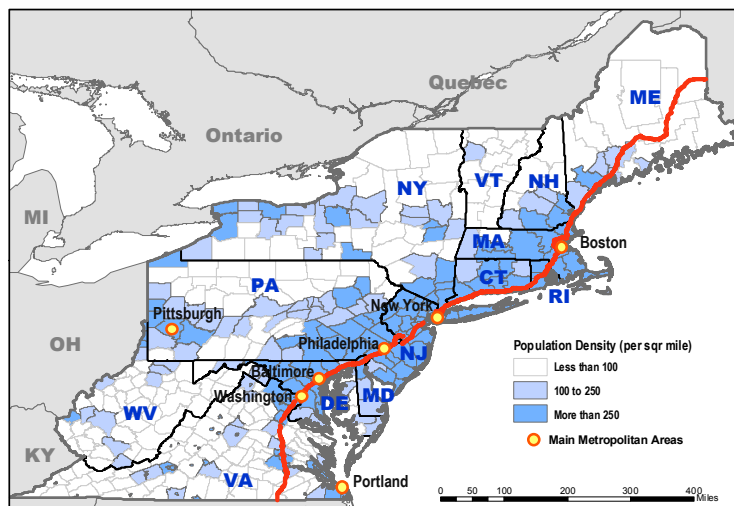 Quebec
ME
Ontario
NY
VT
NH
MI
MA
Boston
CT
PA
New York
RI
Pittsburgh
OH
Philadelphia
NJ
Population Density (per sqr mile)
Less than 100
100 to 250
More than 250
Main Metropolitan Areas
Baltimore
Washington
DE
MD
WV
KY
VA
Portland
0 50 100 200 300 400
Miles